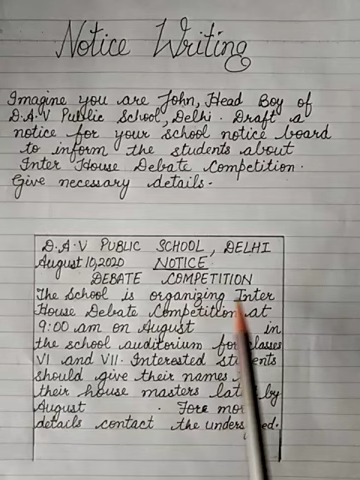 Notice Writing
Imagine you are John, Head Boy of
D.A.V Public School, Delhi. Draft a
notice for your school notice board
to inform the students about
Inter House Debate Competition.
Give necessary details.
D.A.V PUBLIC SCHOOL, DELHI
August 10,2020 NOTICE
DEBATE COMPETITION
The School is organizing Inter
House Debate Competition at
9:00 am on August in
the school auditorium for classes
VI and VII. Interested students
should give their names
their house masters by
August . Fore
details contact the